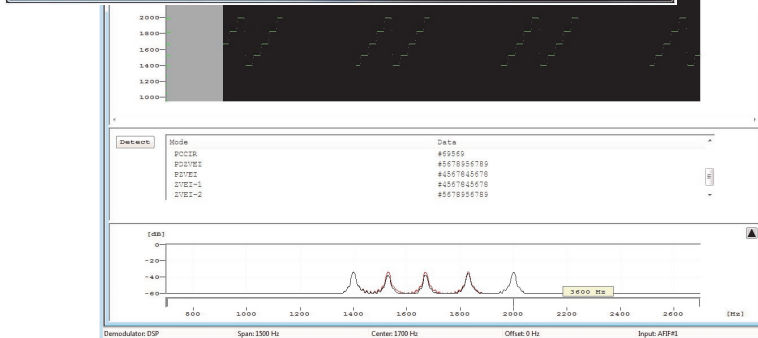 2000
1800
1600
1400
1200
1000
Detect
Mode Data
PCCIR #69569
PDZVEI #5678956789
PZVEI #4567845678
ZVEI-1 #4567845678
ZVEI-2 #5678956789
[dB]
0
-20
-40
-60
3600 Hz
800 1000 1200 1400 1600 1800 2000 2200 2400 2600 [Hz]
Demodulator: DSP Span: 1500 Hz Center: 1700 Hz Offset: 0 Hz Input: AFIF#1